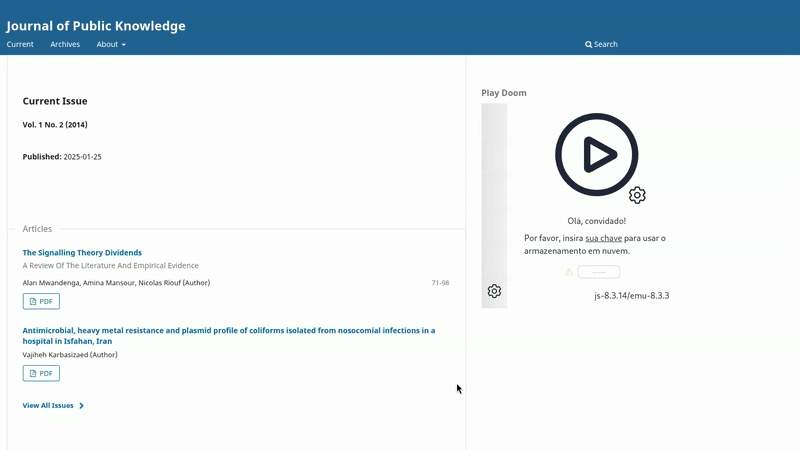 Journal of Public Knowledge
Current
Archives
About
Search
Current Issue
Vol. 1 No. 2 (2014)
Published: 2025-01-25
Articles
The Signalling Theory Dividends
A Review Of The Literature And Empirical Evidence
Alan Mwandenga, Amina Mansour, Nicolas Riouf (Author)
71-98
PDF
Antimicrobial, heavy metal resistance and plasmid profile of coliforms isolated from nosocomial infections in a
hospital in Isfahan, Iran
Vajiheh Karbasizaed (Author)
PDF
View All Issues
Play Doom
Olá, convidado!
Por favor, insira sua chave para usar o
armazenamento em nuvem.
-----
js-8.3.14/emu-8.3.3